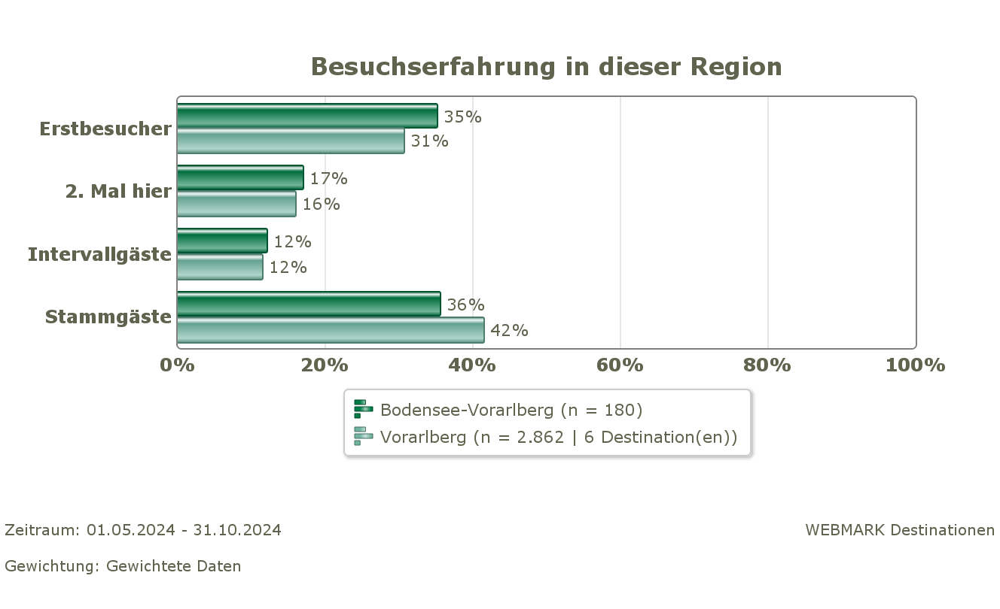 Besuchserfahrung in dieser Region
Erstbesucher
35%
31%
2. Mal hier
17%
16%
Intervallgäste
12%
12%
Stammgäste
36%
42%
0% 20% 40% 60% 80% 100%
Bodensee-Vorarlberg (n = 180)
Vorarlberg (n = 2.862 | 6 Destination(en))
Zeitraum: 01.05.2024 - 31.10.2024
WEBMARK Destinationen
Gewichtung: Gewichtete Daten